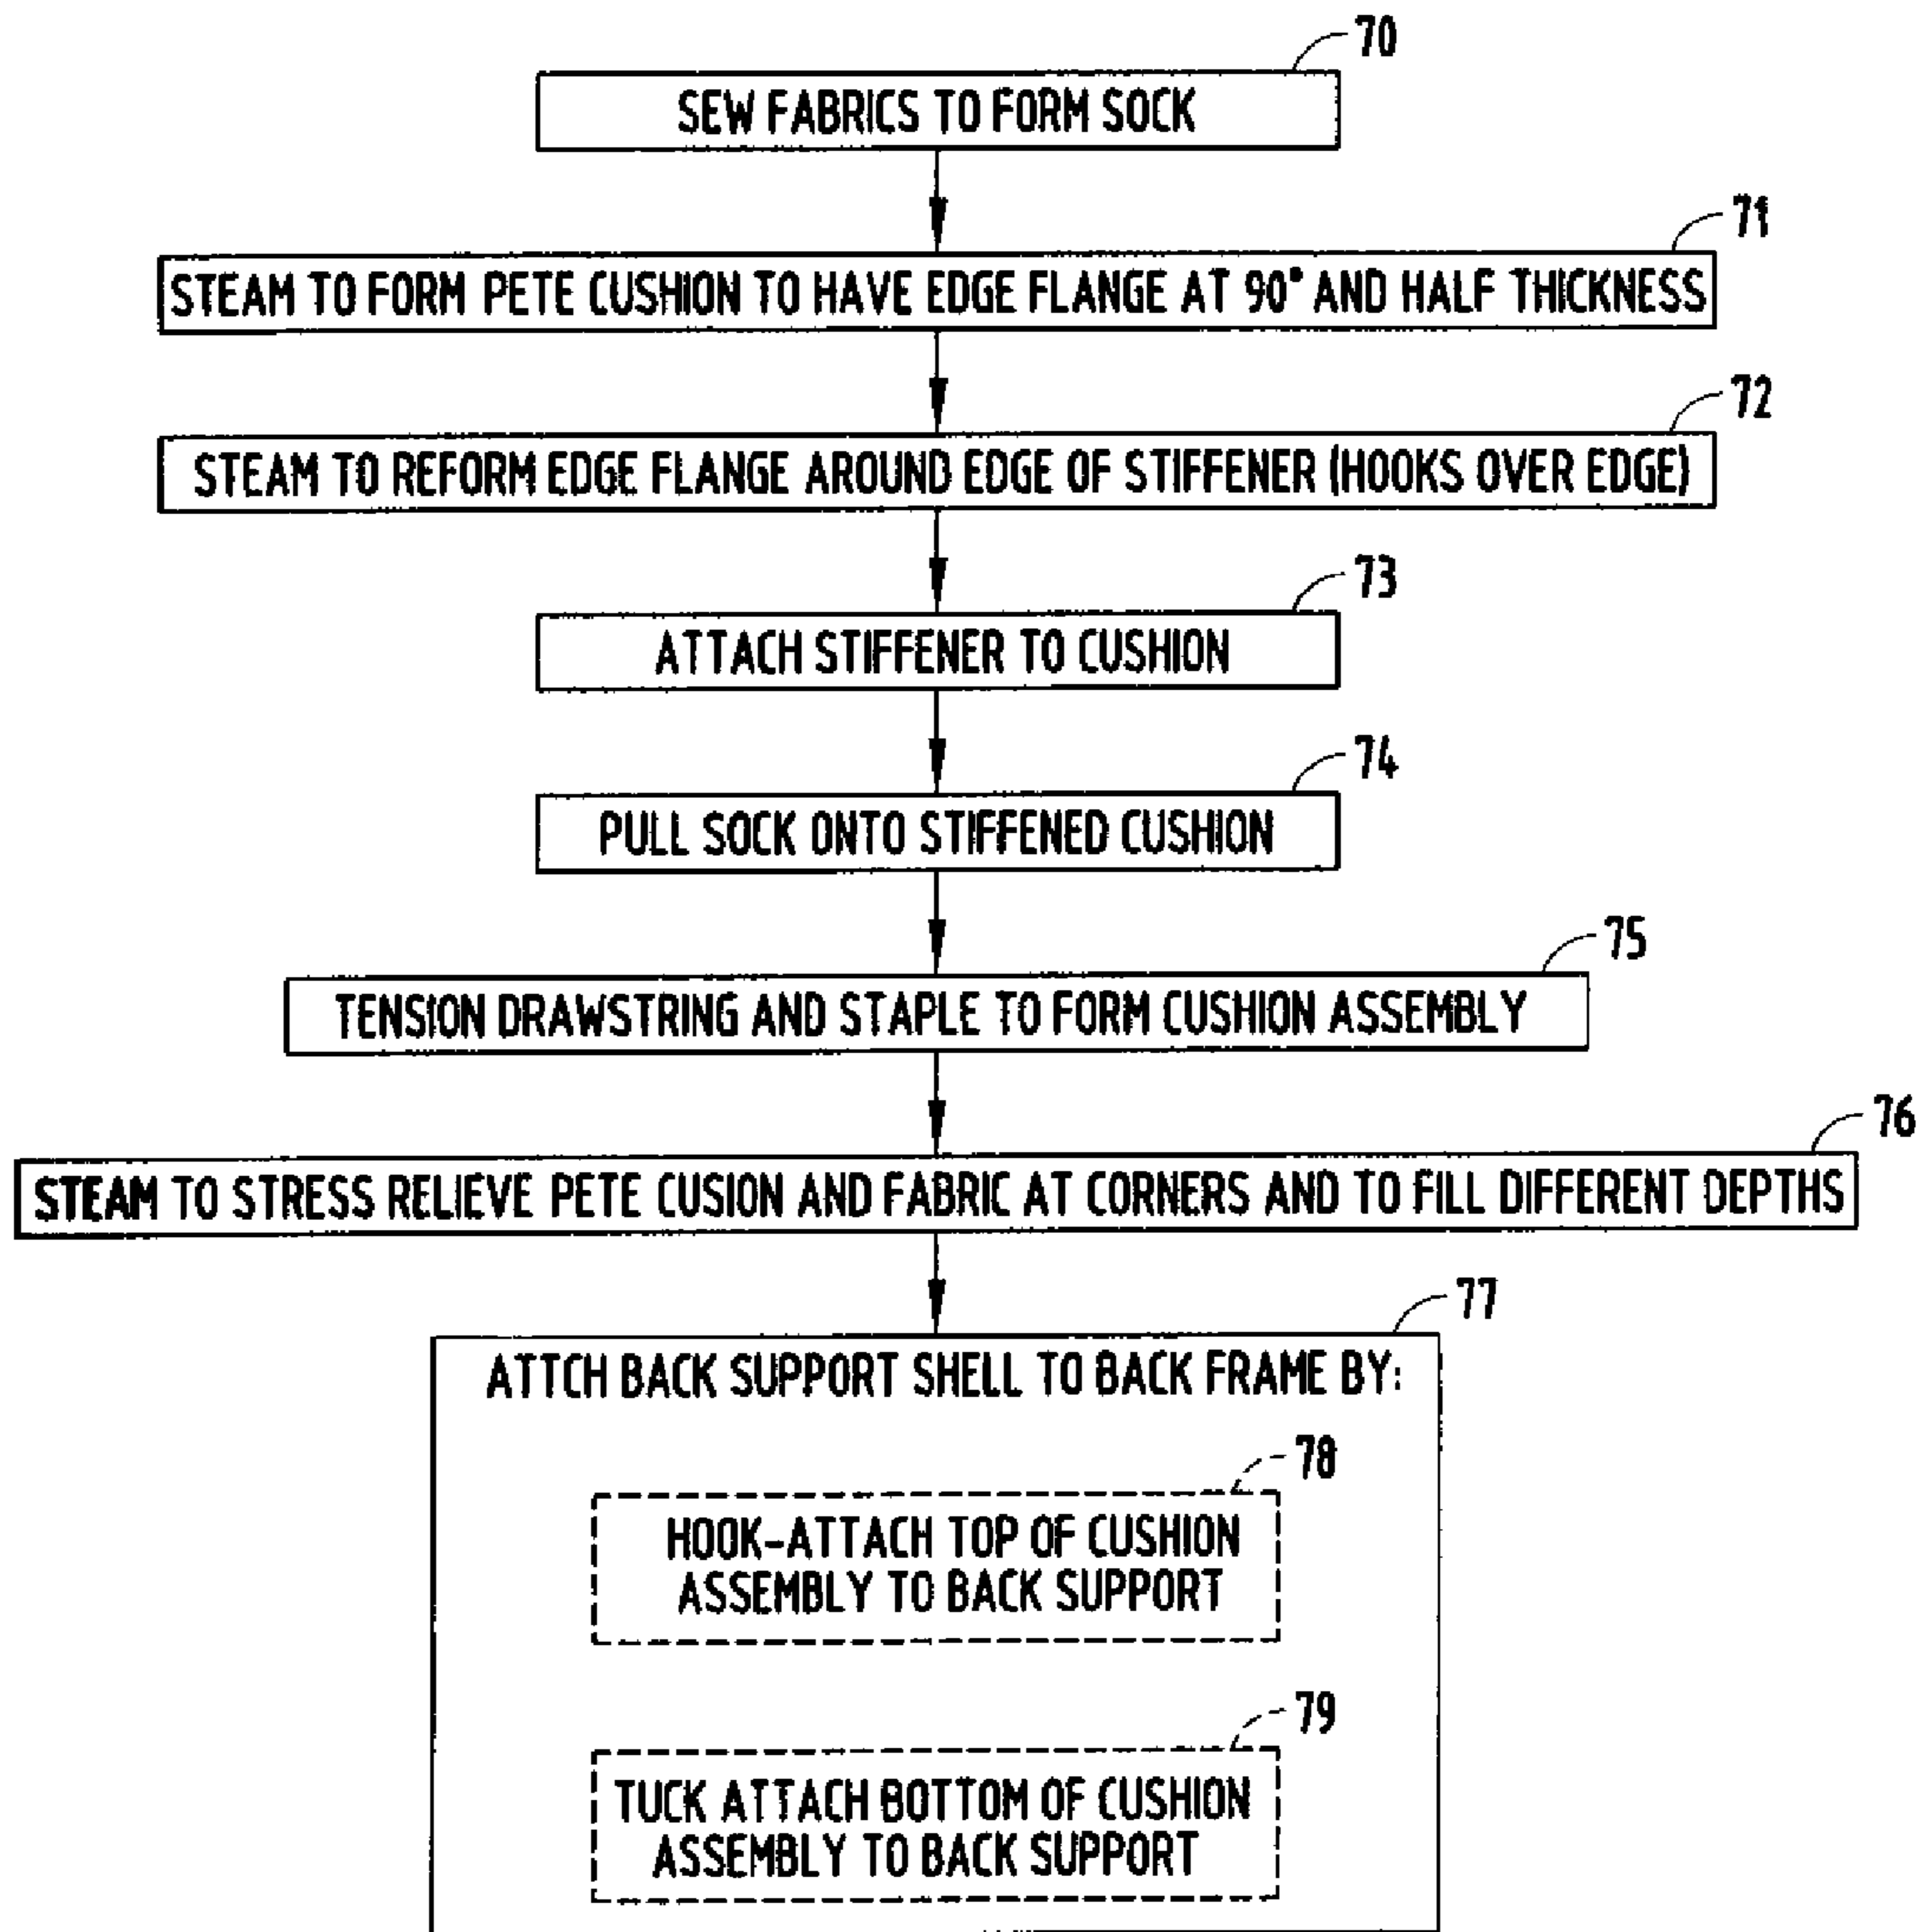 70
SEW FABRICS TO FORM SOCK
71
STEAM TO FORM PETE CUSHION TO HAVE EDGE FLANGE AT 90° AND HALF THICKNESS
72
STEAM TO REFORM EDGE FLANGE AROUND EDGE OF STIFFENER (HOOKS OVER EDGE)
73
ATTACH STIFFENER TO CUSHION
74
PULL SOCK ONTO STIFFENED CUSHION
75
TENSION DRAWSTRING AND STAPLE TO FORM CUSHION ASSEMBLY
76
STEAM TO STRESS RELIEVE PETE CUSION AND FABRIC AT CORNERS AND TO FILL DIFFERENT DEPTHS
77
ATTCH BACK SUPPORT SHELL TO BACK FRAME BY:
78
HOOK-ATTACH TOP OF CUSHION
ASSEMBLY TO BACK SUPPORT
79
TUCK ATTACH BOTTOM OF CUSHION
ASSEMBLY TO BACK SUPPORT